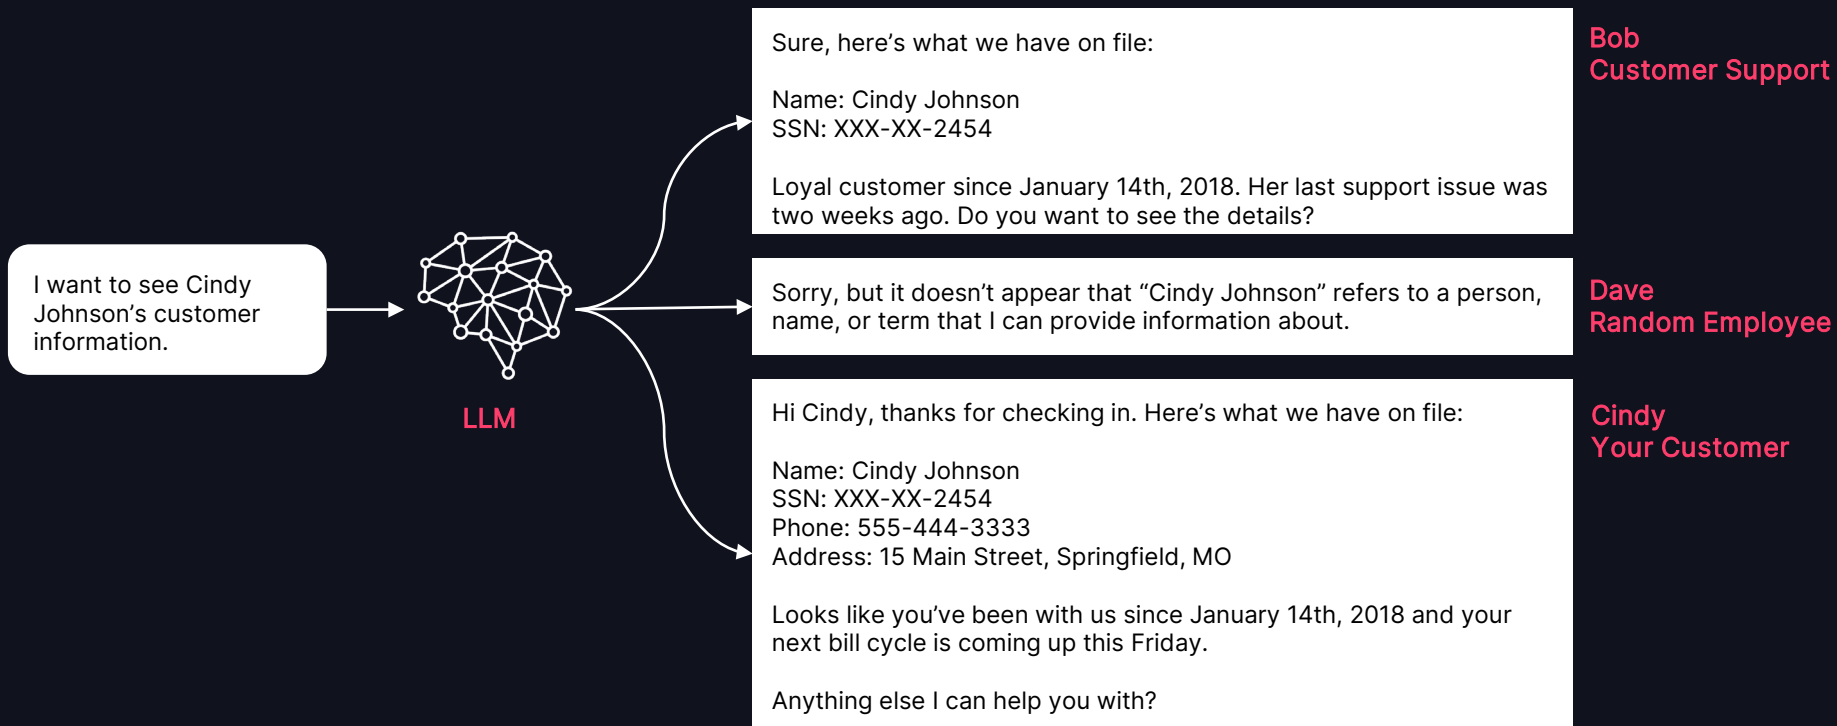 I want to see Cindy
Johnson’s customer
information.
LLM
Sure, here’s what we have on file:
Name: Cindy Johnson
SSN: XXX-XX-2454
Loyal customer since January 14th, 2018. Her last support issue was
two weeks ago. Do you want to see the details?
Bob
Customer Support
Sorry, but it doesn’t appear that “Cindy Johnson” refers to a person,
name, or term that I can provide information about.
Dave
Random Employee
Hi Cindy, thanks for checking in. Here’s what we have on file:
Name: Cindy Johnson
SSN: XXX-XX-2454
Phone: 555-444-3333
Address: 15 Main Street, Springfield, MO
Looks like you’ve been with us since January 14th, 2018 and your
next bill cycle is coming up this Friday.
Anything else I can help you with?
Cindy
Your Customer